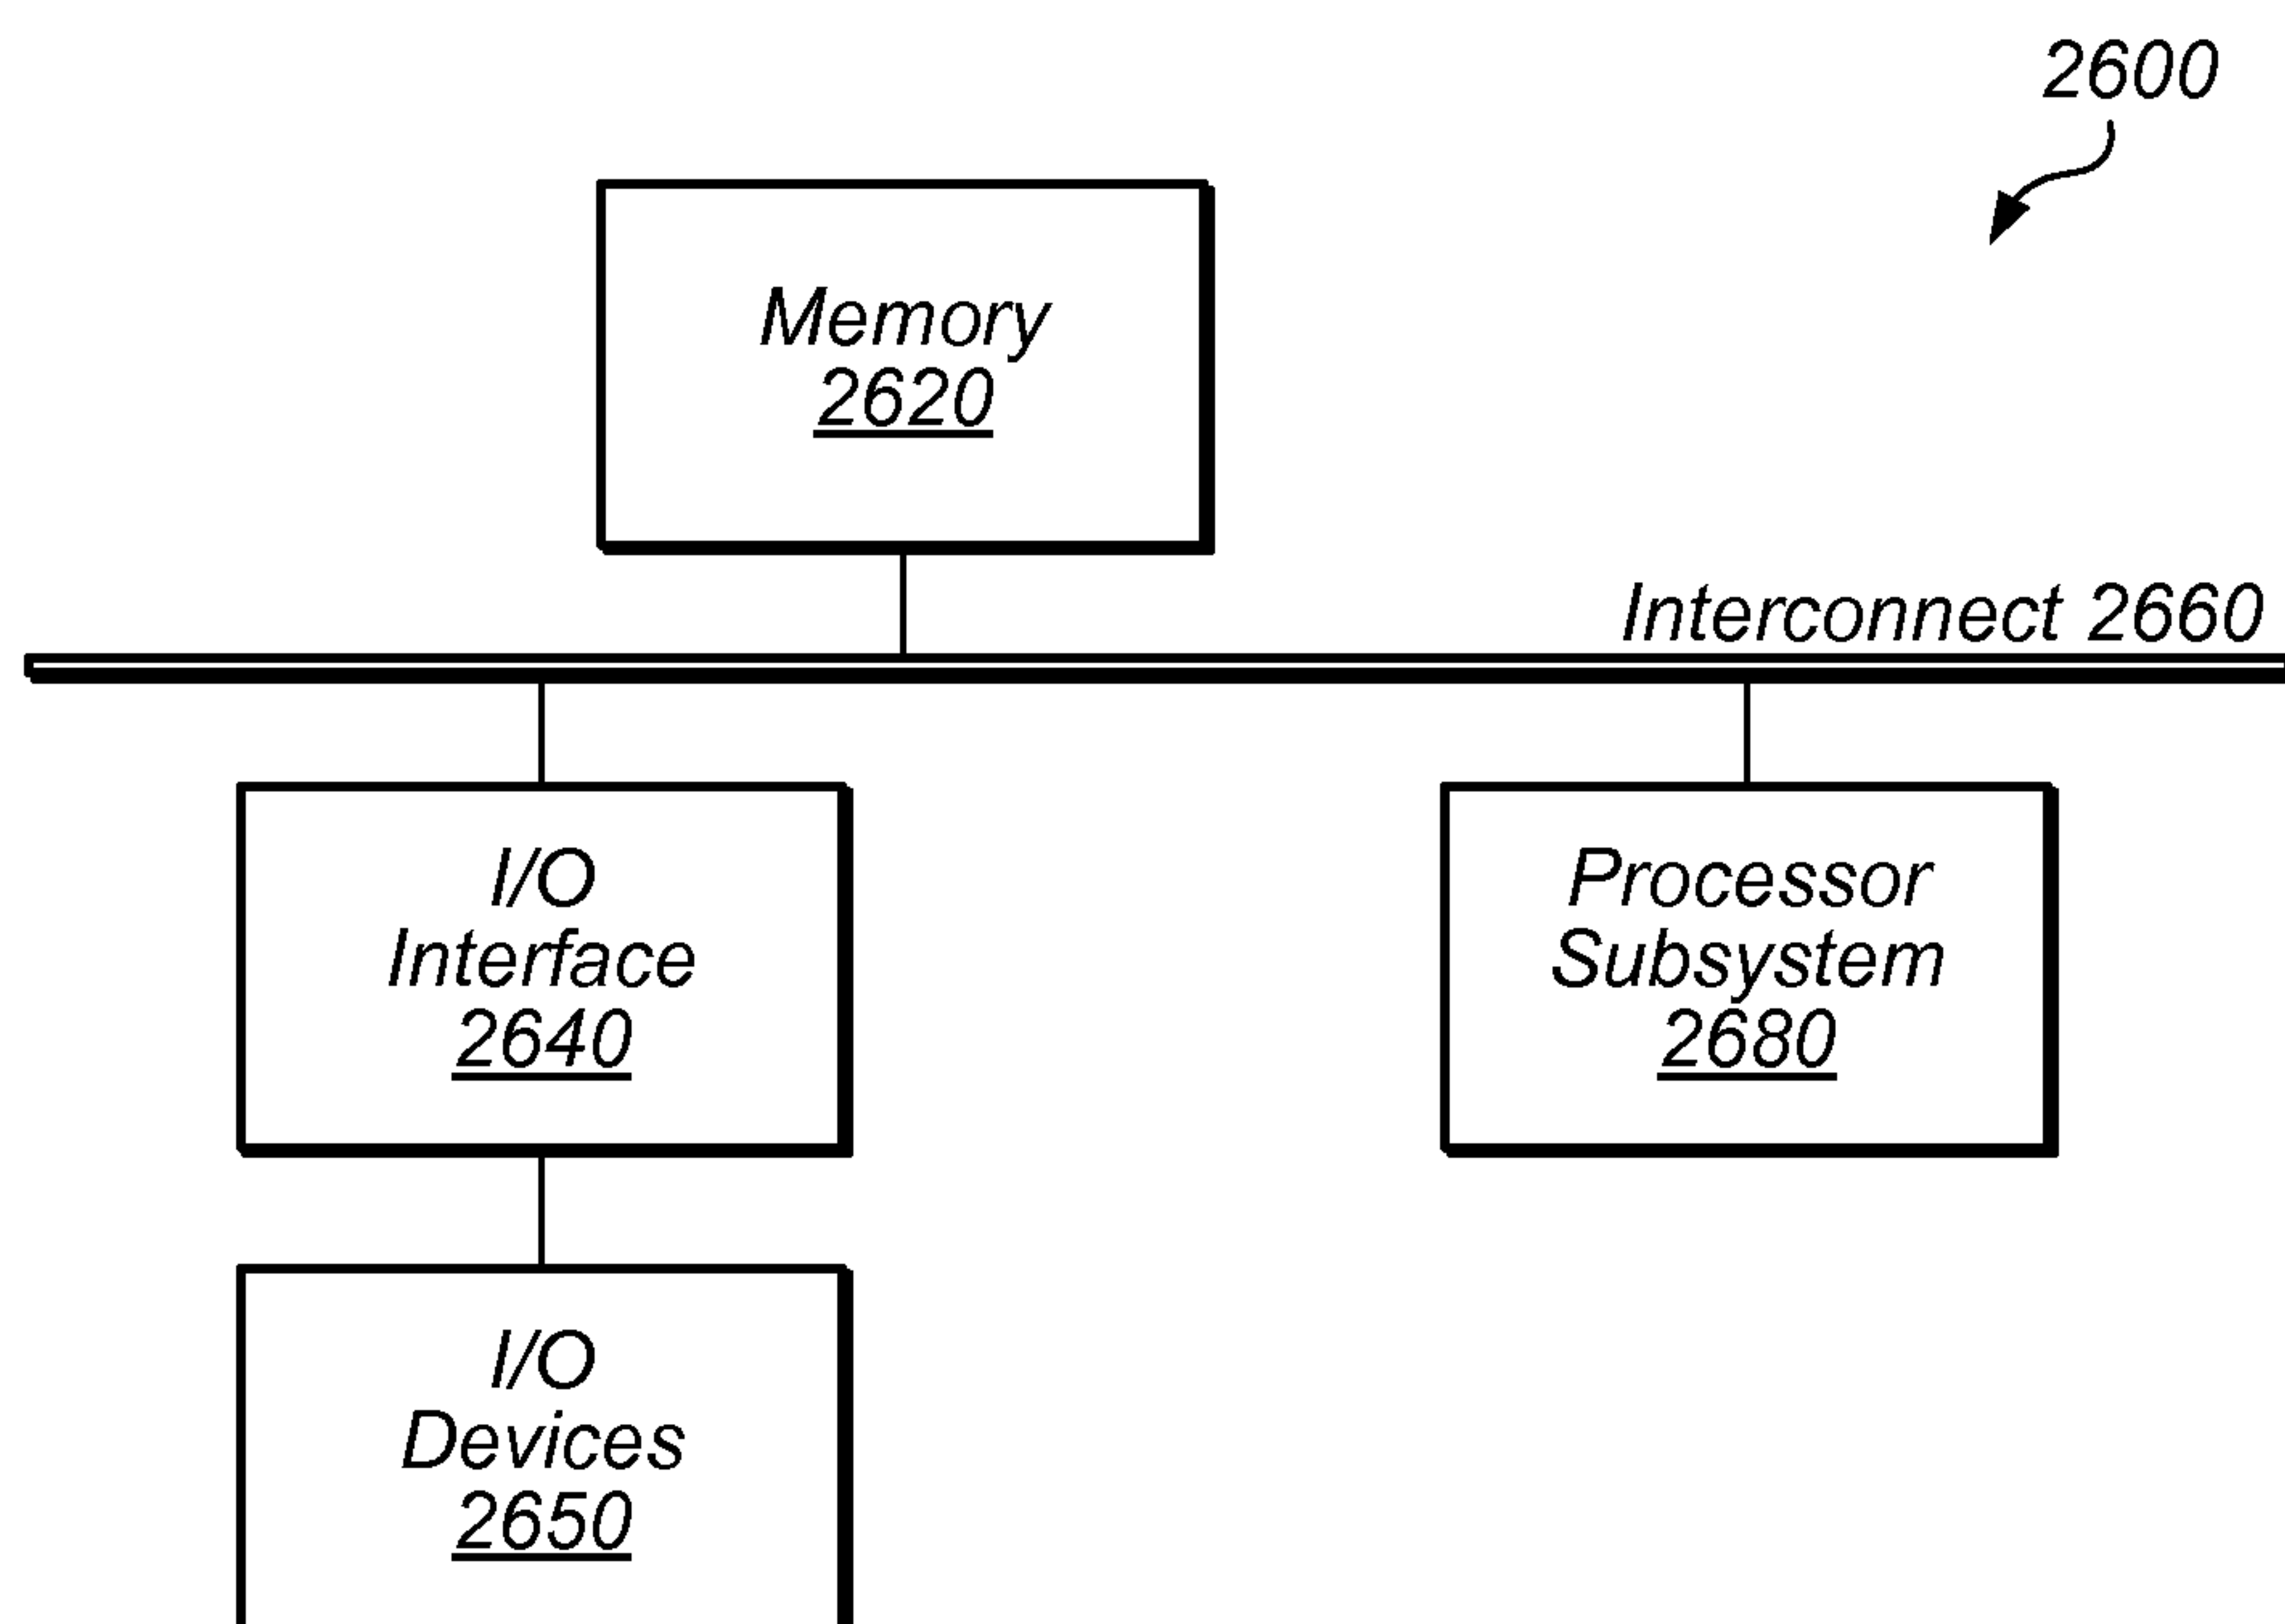 2600
Memory
2620
Interconnect 2660
I/O
Interface
2640
Processor
Subsystem
2680
I/O
Devices
2650